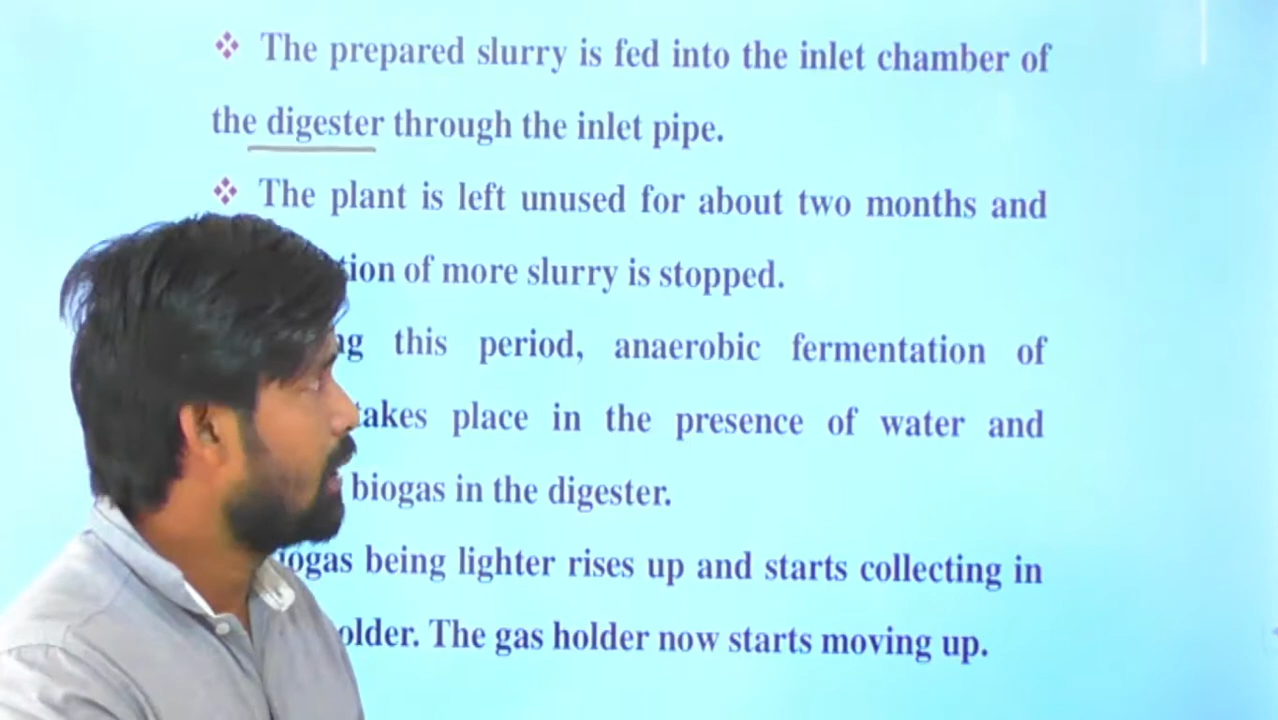 ❖ The prepared slurry is fed into the inlet chamber of
the digester through the inlet pipe.
❖ The plant is left unused for about two months and
of more slurry is stopped.
this period, anaerobic fermentation of
takes place in the presence of water and
biogas in the digester.
being lighter rises up and starts collecting in
The gas holder now starts moving up.